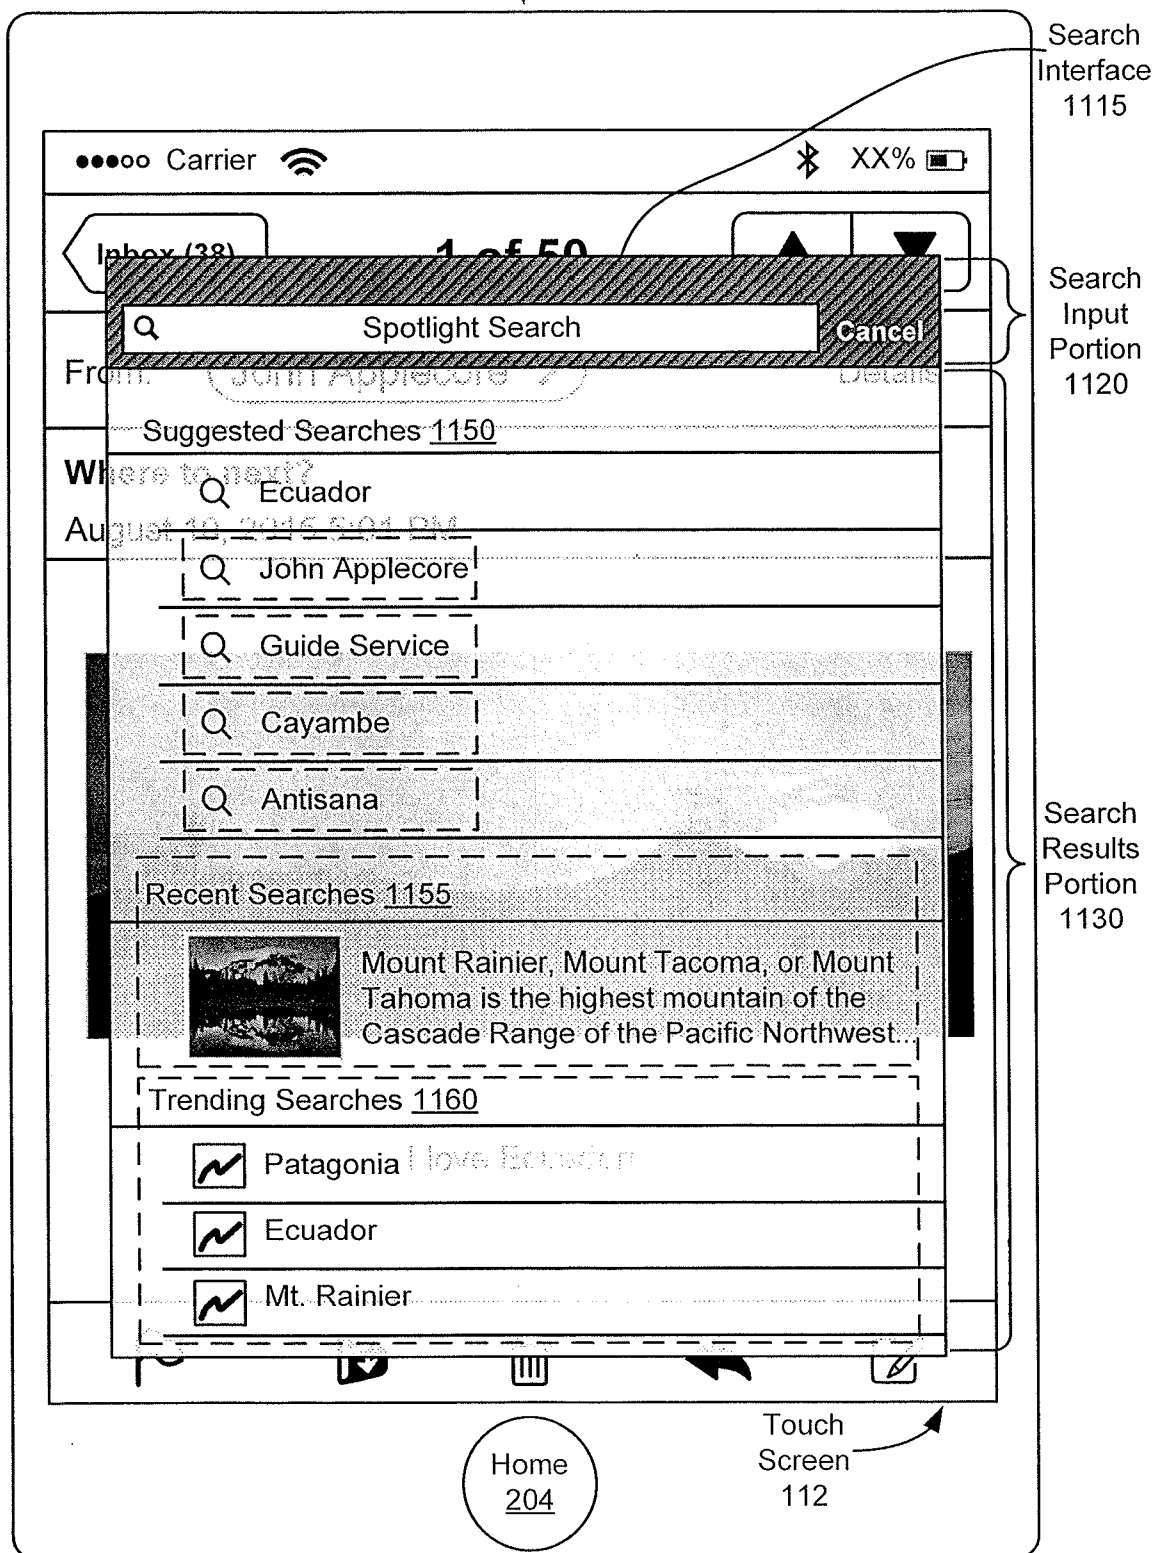 Search
Interface
1115
Carrier
XX%
Inbox (38)
1 of 50
Spotlight Search
Cancel
Search
Input
Portion
1120
From:
John Applecore
Details
Suggested Searches 1150
Where to next?
Ecuador
August 10, 2015 5:01 PM
John Applecore
Guide Service
Cayambe
Antisana
Search
Results
Portion
1130
Recent Searches 1155
Mount Rainier, Mount Tacoma, or Mount
Tahoma is the highest mountain of the
Cascade Range of the Pacific Northwest...
Trending Searches 1160
Patagonia
I love Ecuador!
Ecuador
Mt. Rainier
Touch
Screen
112
Home
204